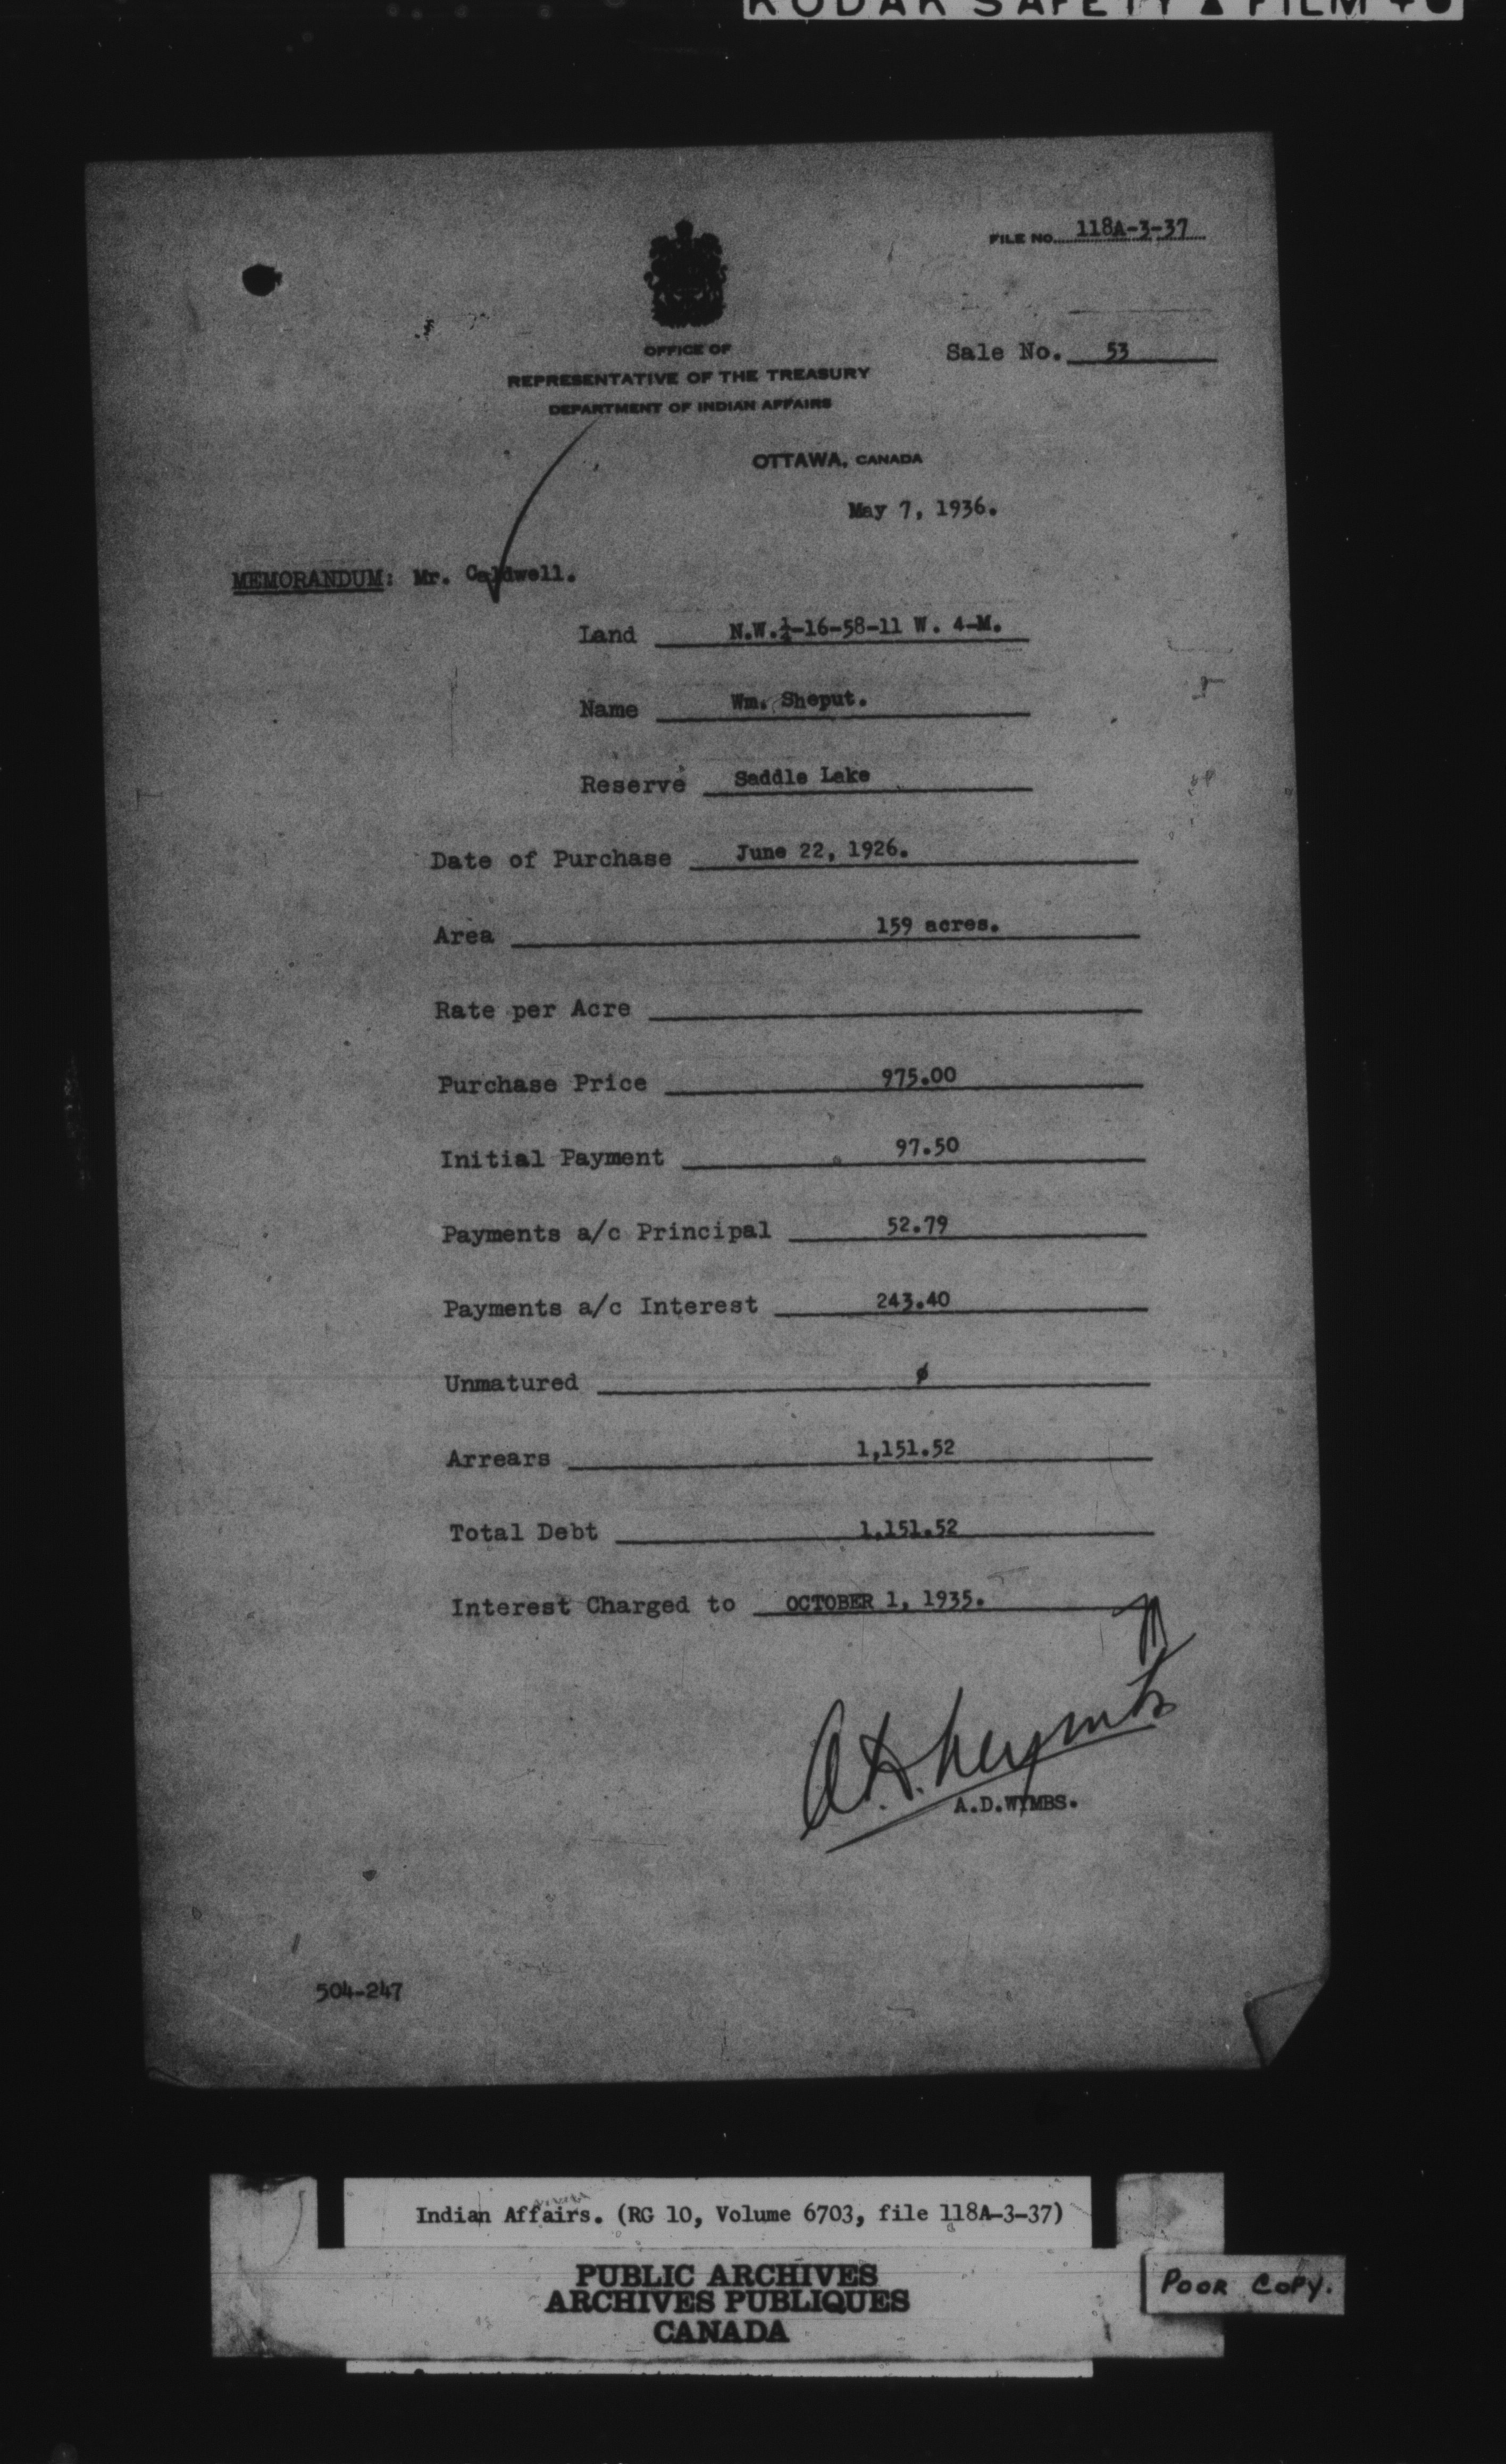 KODAK SAFETY ▲ FILM
FILE NO. 118A-3-37
OFFICE OF
Sale No. 53
REPRESENTATIVE OF THE TREASURY
DEPARTMENT OF INDIAN AFFAIRS
OTTAWA, CANADA
May 7, 1936.
MEMORANDUM: Mr. Caldwell.
Land N.W.¼-16-58-11 W. 4-M.
Name Wm. Sheput.
Reserve Saddle Lake
Date of Purchase June 22, 1926.
Area 159 acres.
Rate per Acre
Purchase Price 975.00
Initial Payment 97.50
Payments a/c Principal 52.79
Payments a/c Interest 243.40
Unmatured ø
Arrears 1,151.52
Total Debt 1,151.52
Interest Charged to OCTOBER 1, 1935.
A.D.Wymbs
A.D.WYMBS.
504-247
Indian Affairs. (RG 10, Volume 6703, file 118A-3-37)
PUBLIC ARCHIVES
ARCHIVES PUBLIQUES
CANADA
POOR COPY.